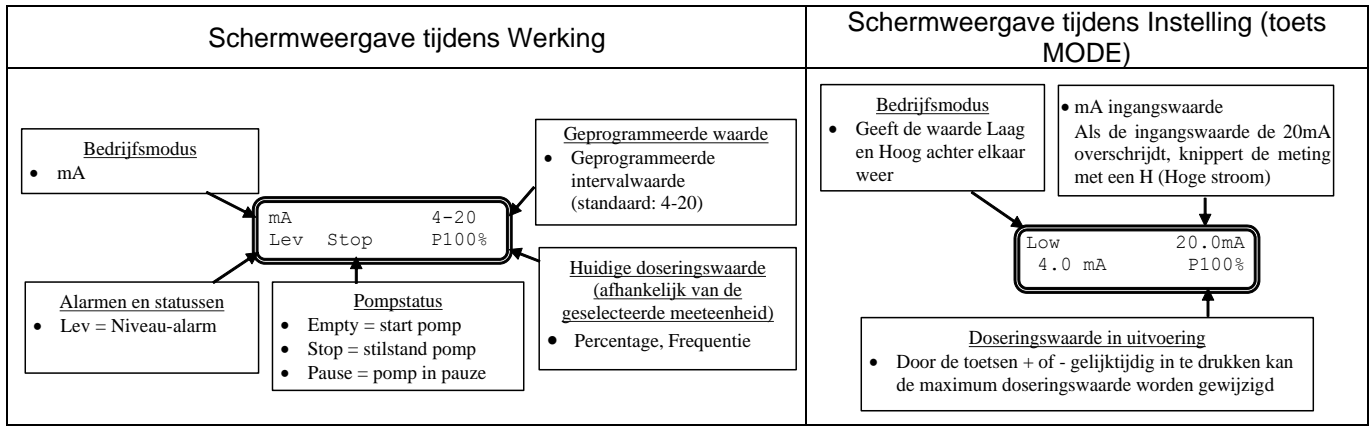 Schermweergave tijdens Werking
Bedrijfsmodus
• mA
Geprogrammeerde waarde
• Geprogrammeerde
intervalwaarde
(standaard: 4-20)
mA 4-20
Lev Stop P100%
Alarmen en statussen
• Lev = Niveau-alarm
Pompstatus
• Empty = start pomp
• Stop = stilstand pomp
• Pause = pomp in pauze
Huidige doseringswaarde
(afhankelijk van de
geselecteerde meeteenheid)
• Percentage, Frequentie
Schermweergave tijdens Instelling (toets
MODE)
Bedrijfsmodus
• Geeft de waarde Laag
en Hoog achter elkaar
weer
• mA ingangswaarde
Als de ingangswaarde de 20mA
overschrijdt, knippert de meting
met een H (Hoge stroom)
Low 20.0mA
4.0 mA P100%
Doseringswaarde in uitvoering
• Door de toetsen + of - gelijktijdig in te drukken kan
de maximum doseringswaarde worden gewijzigd